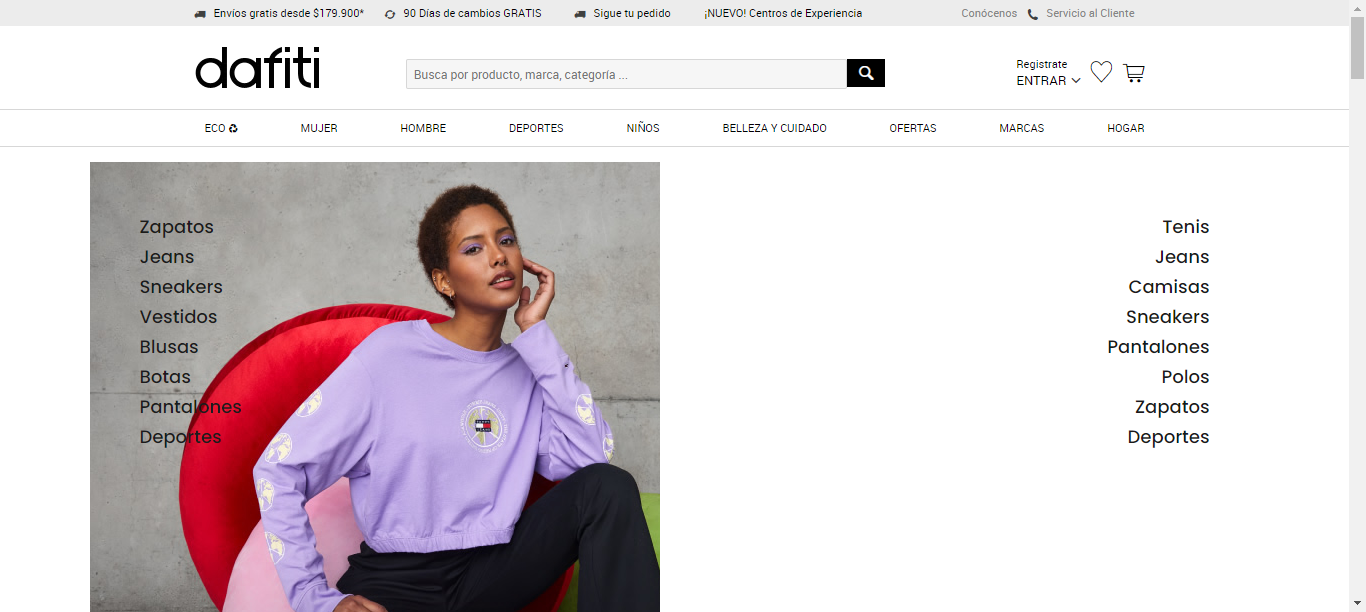 Envíos gratis desde $179.900* 90 Días de cambios GRATIS Sigue tu pedido ¡NUEVO! Centros de Experiencia Conócenos Servicio al Cliente
dafiti
Busca por producto, marca, categoría ...
Registrate
ENTRAR
ECO MUJER HOMBRE DEPORTES NIÑOS BELLEZA Y CUIDADO OFERTAS MARCAS HOGAR
Zapatos
Jeans
Sneakers
Vestidos
Blusas
Botas
Pantalones
Deportes
Tenis
Jeans
Camisas
Sneakers
Pantalones
Polos
Zapatos
Deportes